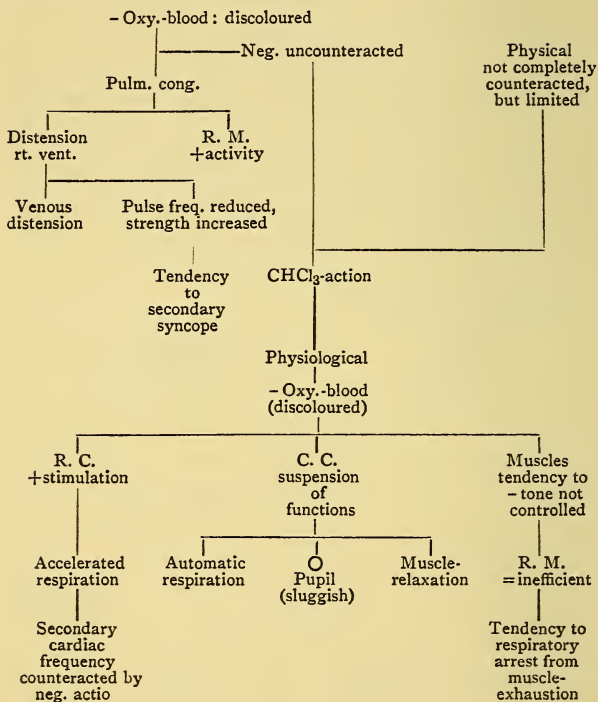 – Oxy.-blood : discoloured
Neg. uncounteracted
Physical
not completely
counteracted,
but limited
Pulm. cong.
Distension
rt. vent.
R. M.
+activity
Venous
distension
Pulse freq. reduced,
strength increased
Tendency
to
secondary
syncope
CHCl3-action
Physiological
– Oxy.-blood
(discoloured)
R. C.
+stimulation
C. C.
suspension
of
functions
Muscles
tendency to
– tone not
controlled
Accelerated
respiration
Automatic
respiration
O
Pupil
(sluggish)
Muscle-
relaxation
R. M.
=inefficient
Secondary
cardiac
frequency
counteracted by
neg. actio
Tendency to
respiratory
arrest from
muscle-
exhaustion